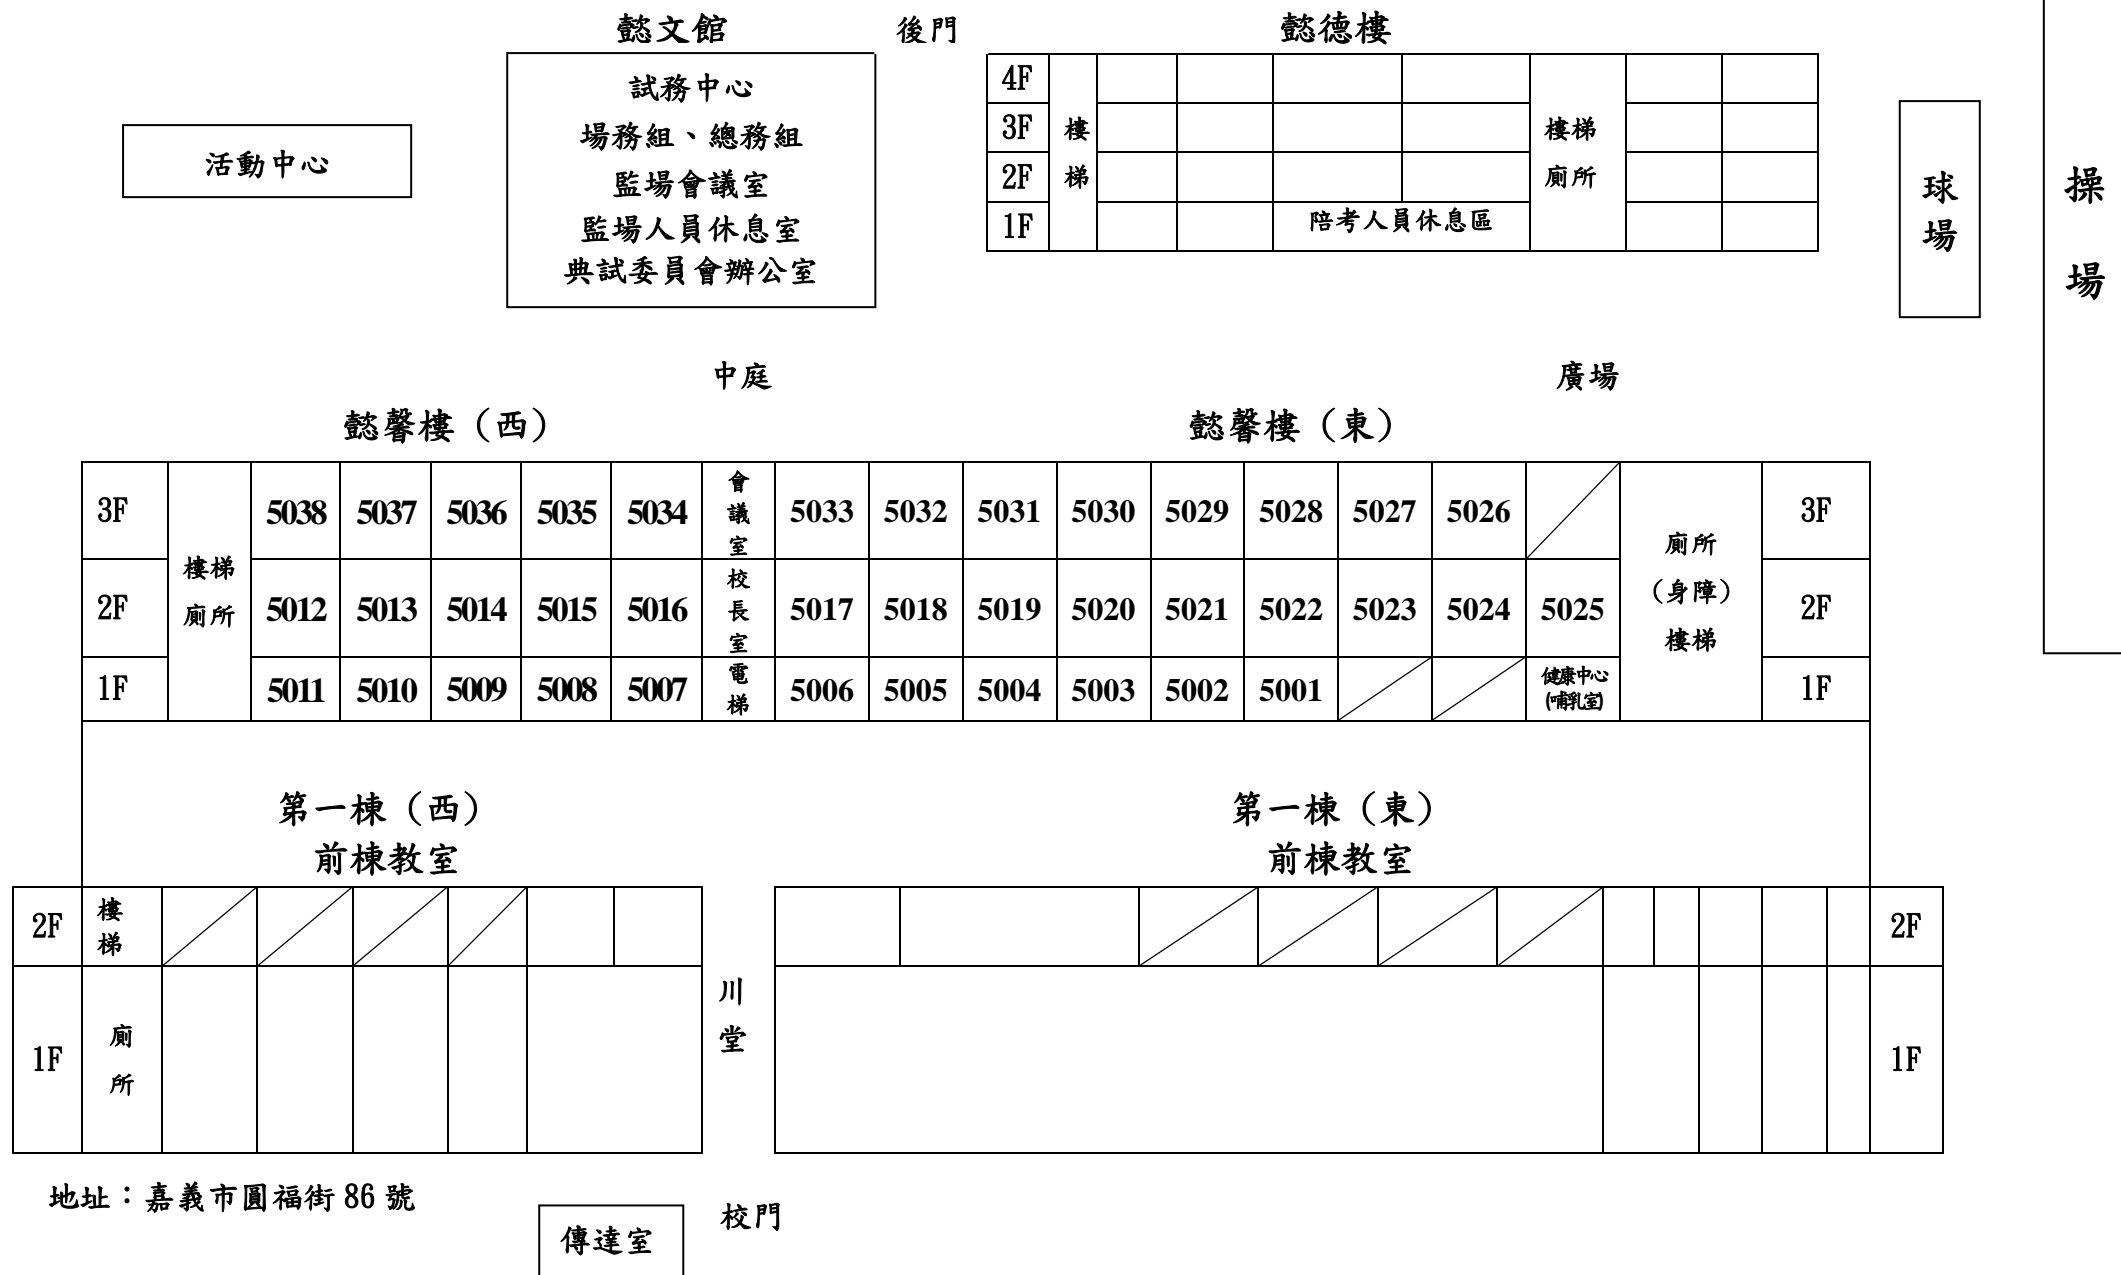 懿文館 後門 懿德樓
試務中心
場務組、總務組
監場會議室
監場人員休息室
典試委員會辦公室
活動中心
4F
3F
2F
1F
樓
梯
樓梯
廁所
陪考人員休息區
球
場
操
場
中庭 廣場
懿馨樓（西） 懿馨樓（東）
3F 5038 5037 5036 5035 5034 會議室 5033 5032 5031 5030 5029 5028 5027 5026 3F
樓梯
廁所
廁所
（身障）
樓梯
2F 5012 5013 5014 5015 5016 校長室 5017 5018 5019 5020 5021 5022 5023 5024 5025 2F
1F 5011 5010 5009 5008 5007 電梯 5006 5005 5004 5003 5002 5001 健康中心 1F
(哺乳室)
第一棟（西） 第一棟（東）
前棟教室 前棟教室
2F 樓梯 2F
川
堂
1F 廁所 1F
地址：嘉義市圓福街 86 號
傳達室
校門